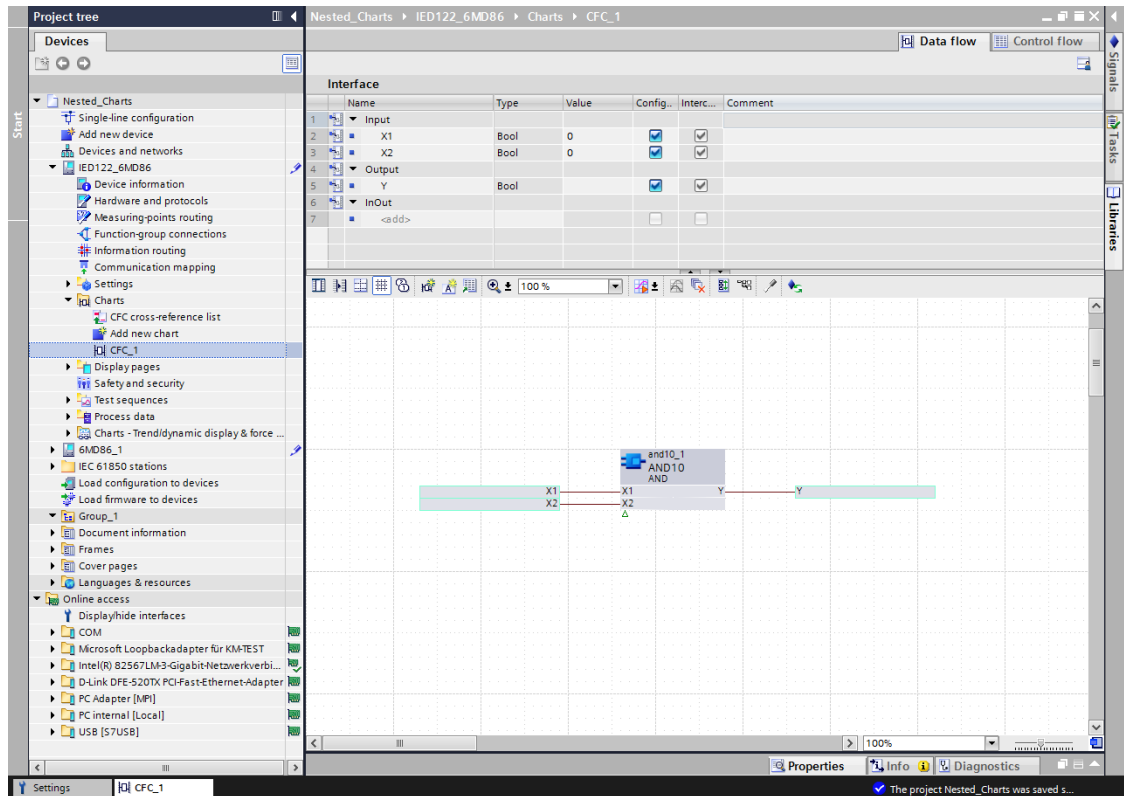 Project tree
Nested_Charts ▸ IED122_6MD86 ▸ Charts ▸ CFC_1
Devices
Data flow
Control flow
Start
Nested_Charts
Single-line configuration
Add new device
Devices and networks
IED122_6MD86
Device information
Hardware and protocols
Measuring-points routing
Function-group connections
Information routing
Communication mapping
Settings
Charts
CFC cross-reference list
Add new chart
CFC_1
Display pages
Safety and security
Test sequences
Process data
Charts - Trend/dynamic display & force ...
6MD86_1
IEC 61850 stations
Load configuration to devices
Load firmware to devices
Group_1
Document information
Frames
Cover pages
Languages & resources
Online access
Display/hide interfaces
COM
Microsoft Loopbackadapter für KM-TEST
Intel(R) 82567LM-3-Gigabit-Netzwerkverbi...
D-Link DFE-520TX PCI-Fast-Ethernet-Adapter
PC Adapter [MPI]
PC internal [Local]
USB [S7USB]
Interface
Name Type Value Config.. Interc... Comment
1 Input
2 X1 Bool 0
3 X2 Bool 0
4 Output
5 Y Bool
6 InOut
7 <add>
100 %
and10_1
AND10
AND
X1 X1 Y Y
X2 X2
100%
Properties
Info
Diagnostics
Signals
Tasks
Libraries
Settings
CFC_1
The project Nested_Charts was saved s...